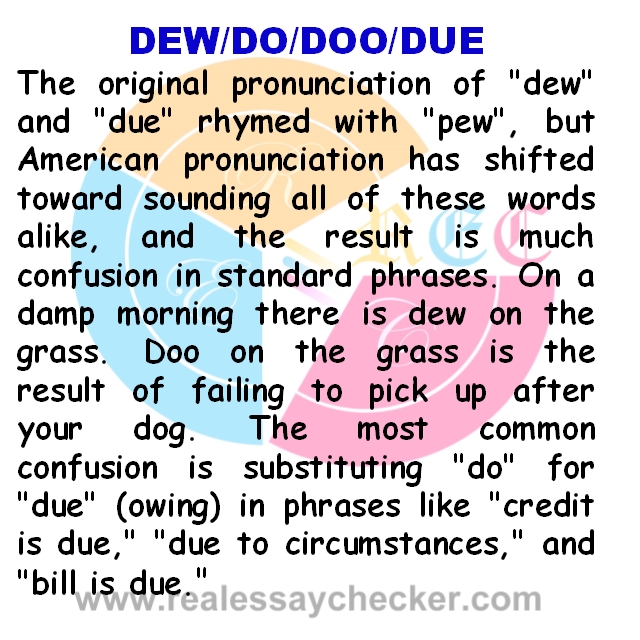 DEW/DO/DOO/DUE
The original pronunciation of "dew"
and "due" rhymed with "pew", but
American pronunciation has shifted
toward sounding all of these words
alike, and the result is much
confusion in standard phrases. On a
damp morning there is dew on the
grass. Doo on the grass is the
result of failing to pick up after
your dog. The most common
confusion is substituting "do" for
"due" (owing) in phrases like "credit
is due," "due to circumstances," and
"bill is due."
www.realessaychecker.com
REC